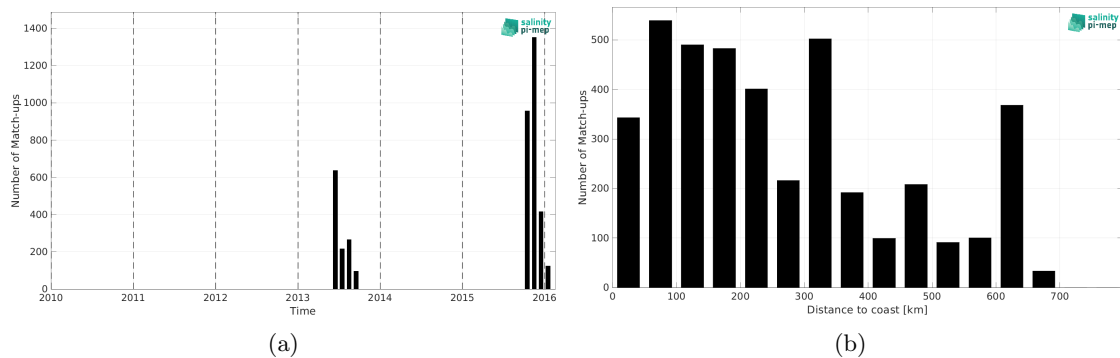 salinity
pi-mep
1400
1200
1000
800
600
400
200
0
Number of Match-ups
2010 2011 2012 2013 2014 2015 2016
Time
(a)
salinity
pi-mep
500
400
300
200
100
0
Number of Match-ups
0 100 200 300 400 500 600 700
Distance to coast [km]
(b)